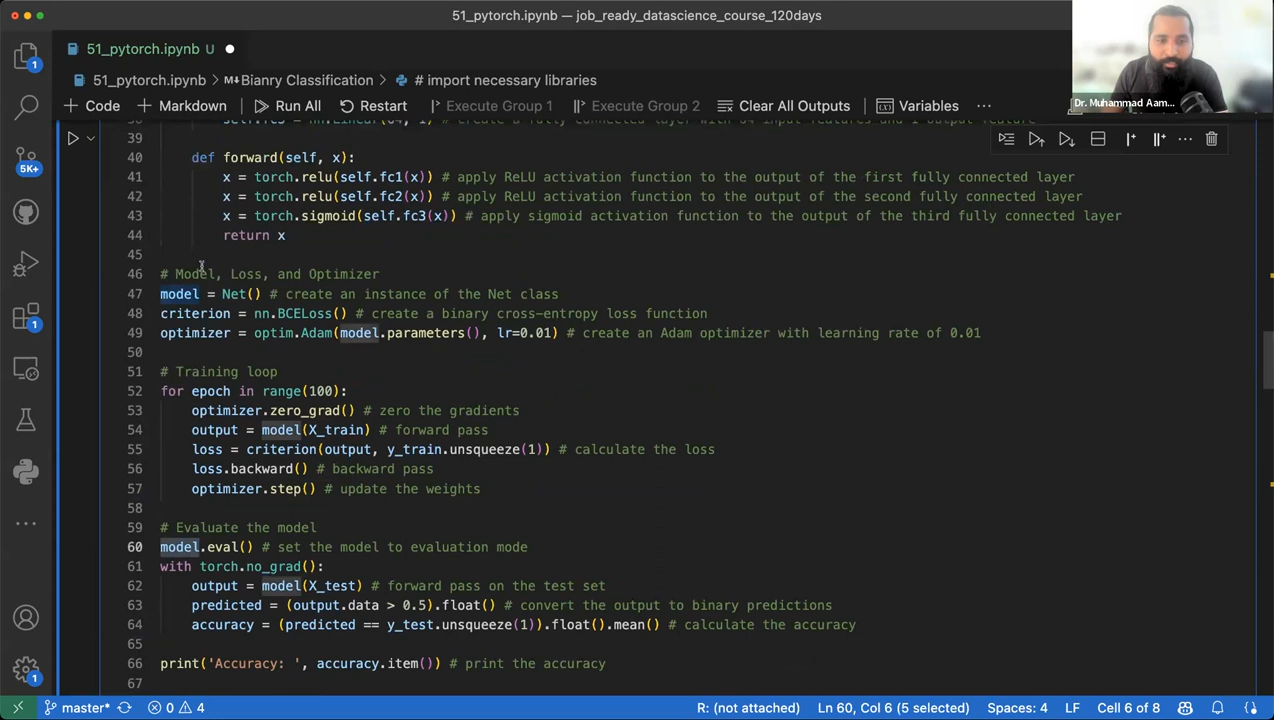 51_pytorch.ipynb — job_ready_datascience_course_120days
51_pytorch.ipynb U
51_pytorch.ipynb > M↓ Bianry Classification > # import necessary libraries
+ Code + Markdown Run All Restart Execute Group 1 Execute Group 2 Clear All Outputs Variables ...
Dr. Muhammad Aam...
1
5K+
1
1
38 self.fc3 = nn.Linear(64, 1) # create a fully connected layer with 64 input features and 1 output feature
39
40 def forward(self, x):
41 x = torch.relu(self.fc1(x)) # apply ReLU activation function to the output of the first fully connected layer
42 x = torch.relu(self.fc2(x)) # apply ReLU activation function to the output of the second fully connected layer
43 x = torch.sigmoid(self.fc3(x)) # apply sigmoid activation function to the output of the third fully connected layer
44 return x
45
46 # Model, Loss, and Optimizer
47 model = Net() # create an instance of the Net class
48 criterion = nn.BCELoss() # create a binary cross-entropy loss function
49 optimizer = optim.Adam(model.parameters(), lr=0.01) # create an Adam optimizer with learning rate of 0.01
50
51 # Training loop
52 for epoch in range(100):
53 optimizer.zero_grad() # zero the gradients
54 output = model(X_train) # forward pass
55 loss = criterion(output, y_train.unsqueeze(1)) # calculate the loss
56 loss.backward() # backward pass
57 optimizer.step() # update the weights
58
59 # Evaluate the model
60 model.eval() # set the model to evaluation mode
61 with torch.no_grad():
62 output = model(X_test) # forward pass on the test set
63 predicted = (output.data > 0.5).float() # convert the output to binary predictions
64 accuracy = (predicted == y_test.unsqueeze(1)).float().mean() # calculate the accuracy
65
66 print('Accuracy: ', accuracy.item()) # print the accuracy
67
master* 0 4 R: (not attached) Ln 60, Col 6 (5 selected) Spaces: 4 LF Cell 6 of 8